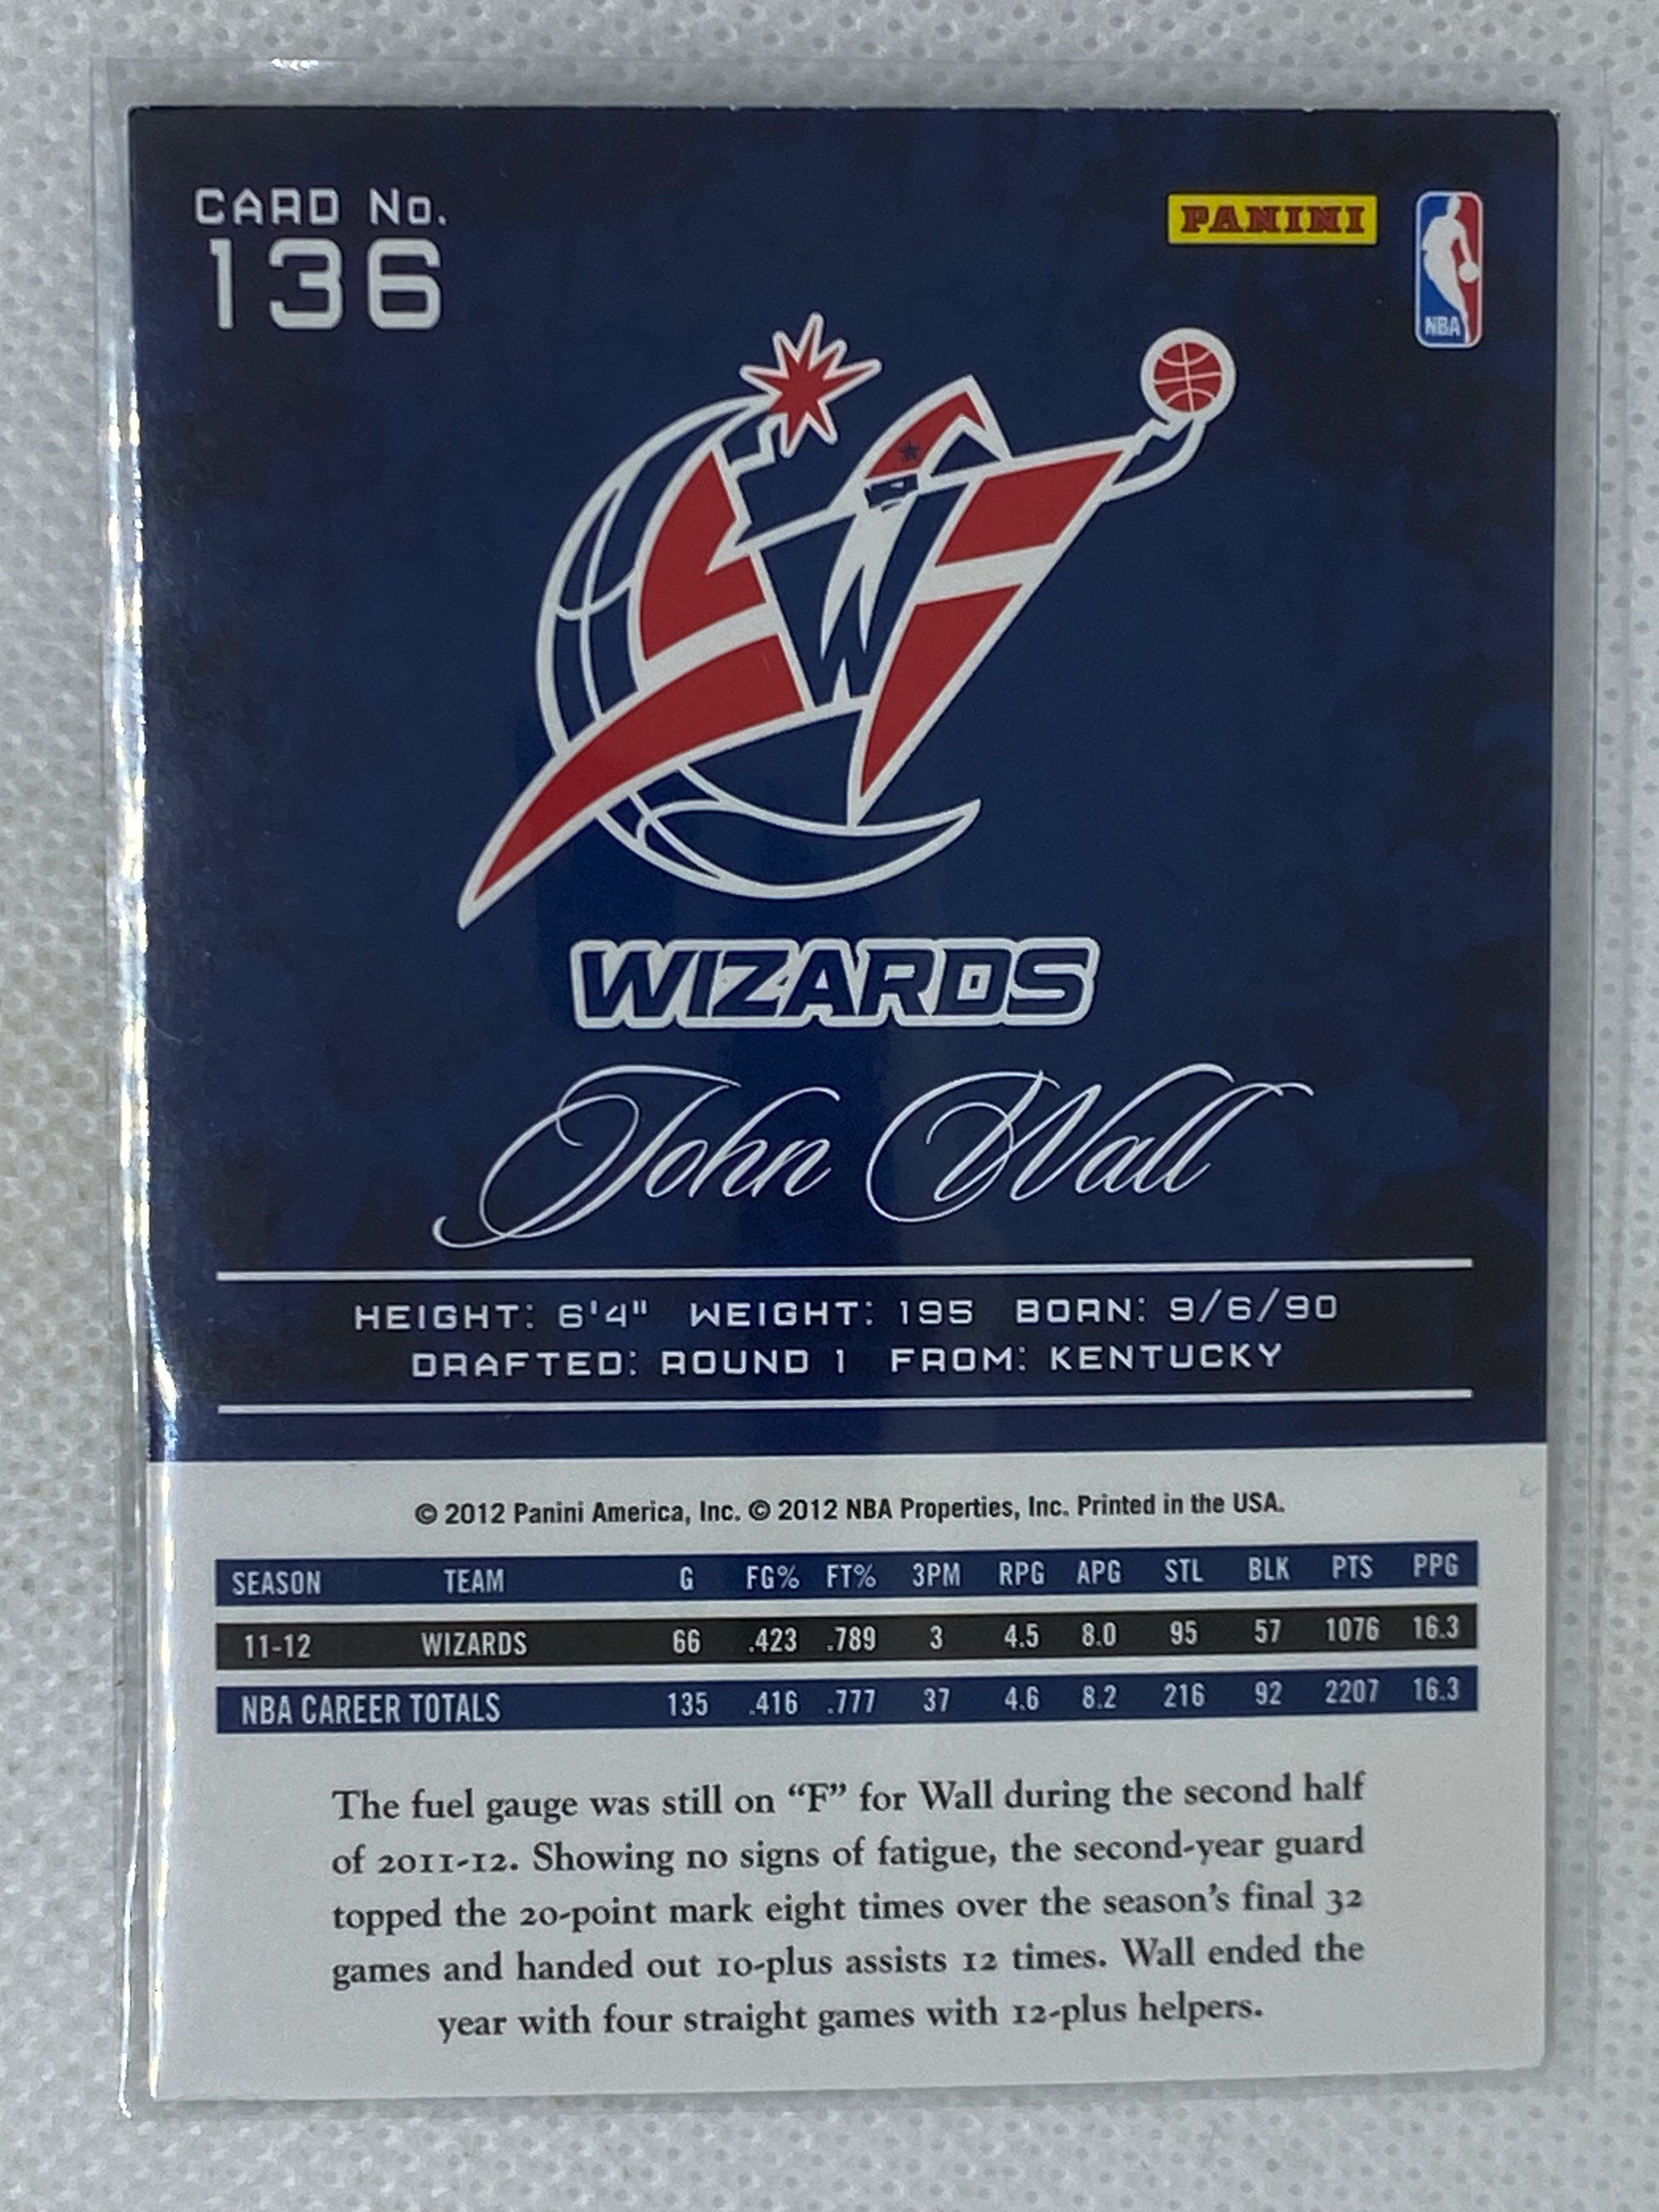 CARD No.
136
PANINI
NBA
WIZARDS
John Wall
HEIGHT: 6'4" WEIGHT: 195 BORN: 9/6/90
DRAFTED: ROUND 1 FROM: KENTUCKY
© 2012 Panini America, Inc. © 2012 NBA Properties, Inc. Printed in the USA.
SEASON TEAM G FG% FT% 3PM RPG APG STL BLK PTS PPG
11-12 WIZARDS 66 .423 .789 3 4.5 8.0 95 57 1076 16.3
NBA CAREER TOTALS 135 .416 .777 37 4.6 8.2 216 92 2207 16.3
The fuel gauge was still on “F” for Wall during the second half
of 2011-12. Showing no signs of fatigue, the second-year guard
topped the 20-point mark eight times over the season’s final 32
games and handed out 10-plus assists 12 times. Wall ended the
year with four straight games with 12-plus helpers.